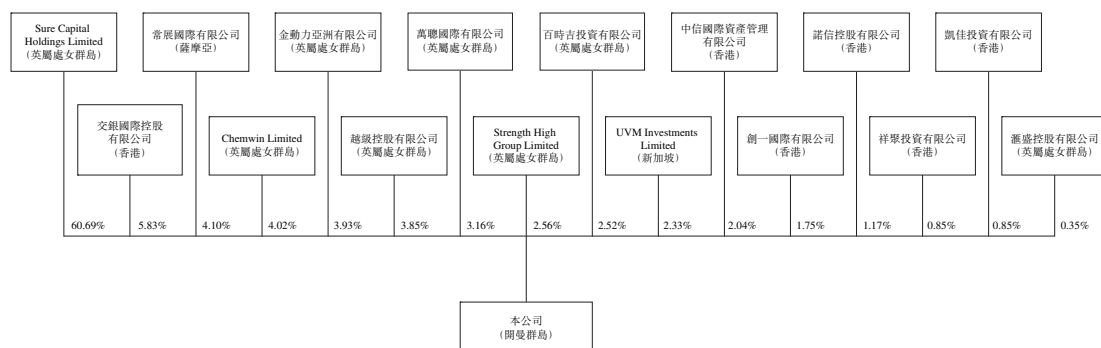 Sure Capital
Holdings Limited
(英屬處女群島)
常展國際有限公司
(薩摩亞)
金動力亞洲有限公司
(英屬處女群島)
萬聰國際有限公司
(英屬處女群島)
百時吉投資有限公司
(英屬處女群島)
中信國際資產管理
有限公司
(香港)
諾信控股有限公司
(香港)
凱佳投資有限公司
(香港)
交銀國際控股
有限公司
(香港)
Chemwin Limited
(英屬處女群島)
越級控股有限公司
(英屬處女群島)
Strength High
Group Limited
(英屬處女群島)
UVM Investments
Limited
(新加坡)
創一國際有限公司
(香港)
祥聚投資有限公司
(香港)
滙盛控股有限公司
(英屬處女群島)
60.69% 5.83% 4.10% 4.02% 3.93% 3.85% 3.16% 2.56% 2.52% 2.33% 2.04% 1.75% 1.17% 0.85% 0.85% 0.35%
本公司
(開曼群島)